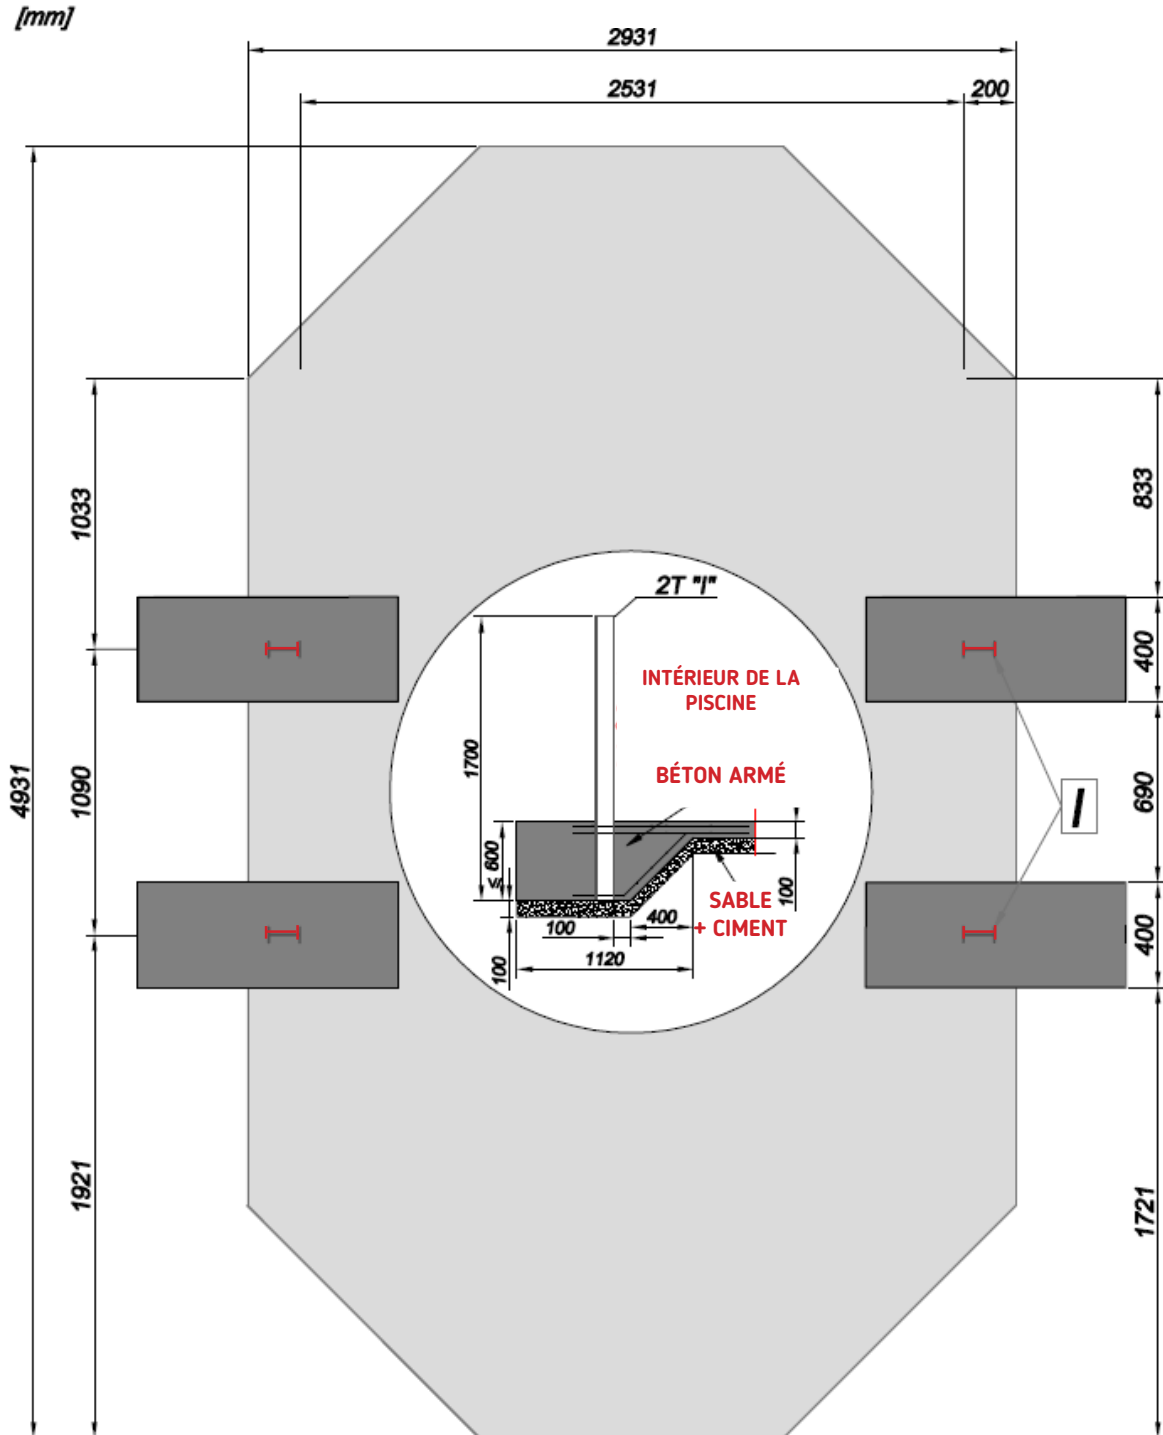 [mm]
2931
2531
200
1033
833
2T "I"
INTÉRIEUR DE LA
PISCINE
400
1700
4931
1090
BÉTON ARMÉ
690
I
600
≥
100
SABLE
+ CIMENT
400
100
1120
100
400
1921
1721